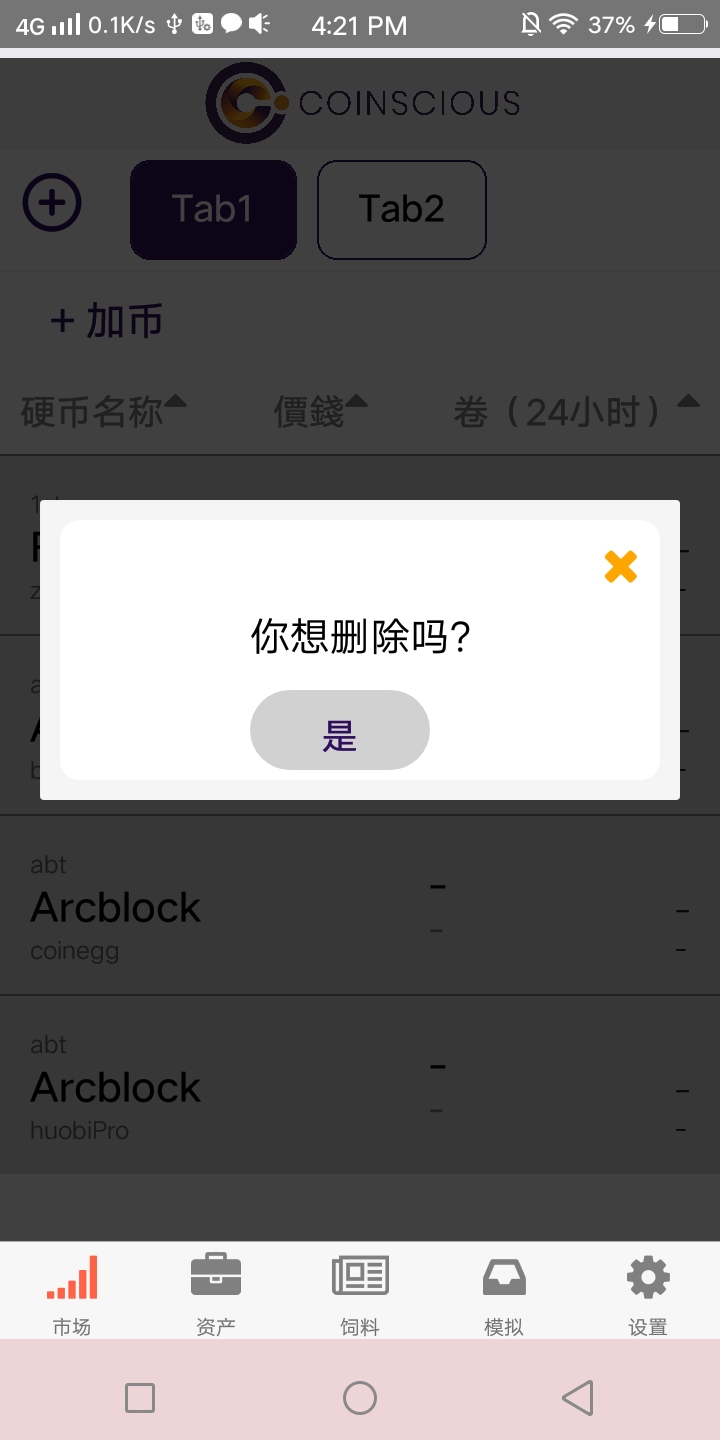 4G 0.1K/s 4:21 PM 37%
COINSCIOUS
Tab1 Tab2
+ 加币
硬币名称 價錢 卷（24小时）
你想删除吗?
是
abt
Arcblock
coinegg
abt
Arcblock
huobiPro
市场 资产 饲料 模拟 设置